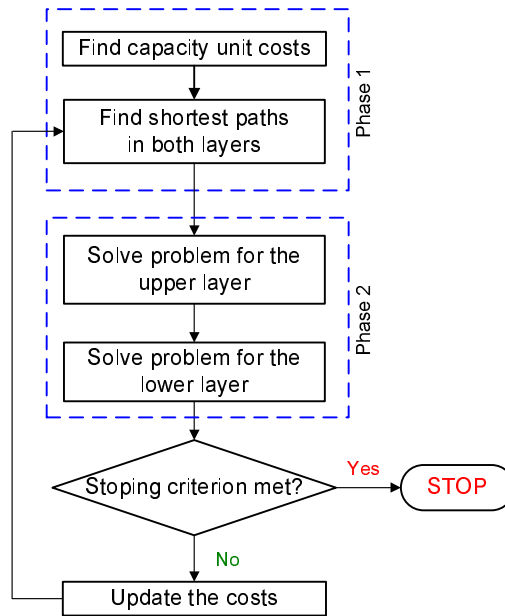 Find capacity unit costs
Find shortest paths
in both layers
Phase 1
Solve problem for the
upper layer
Solve problem for the
lower layer
Phase 2
Stoping criterion met?
Yes
STOP
No
Update the costs